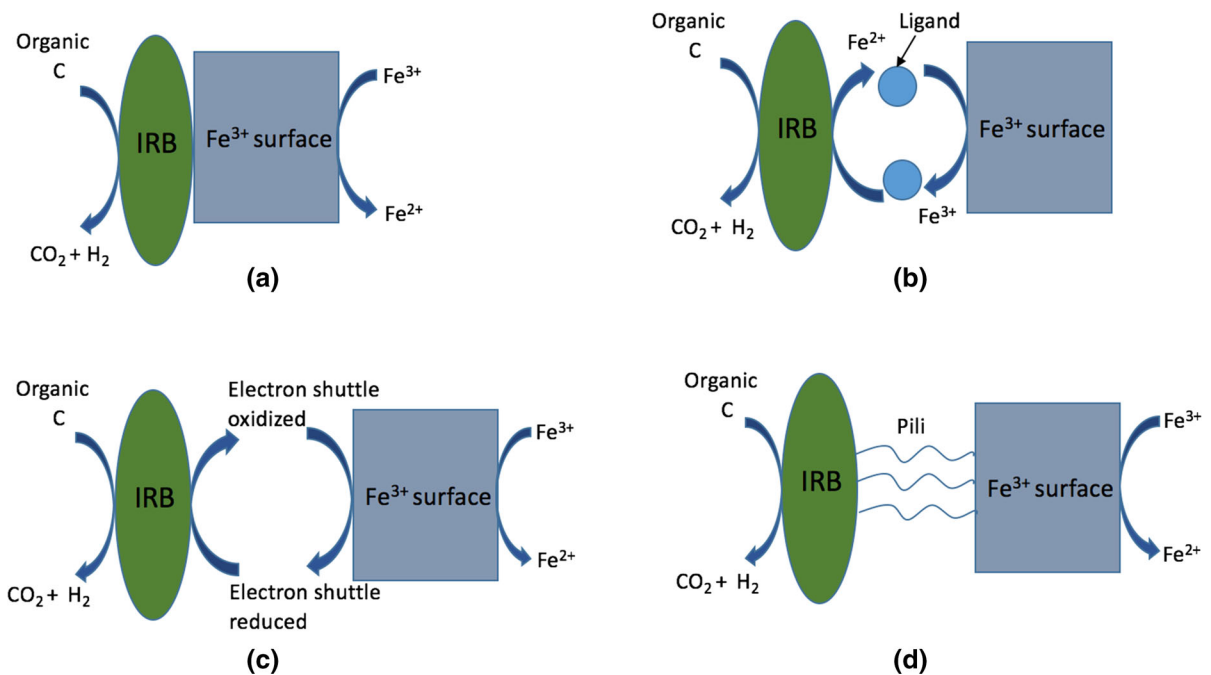 Organic
C
IRB
Fe³⁺ surface
Fe³⁺
Fe²⁺
CO₂ + H₂
(a)
Organic
C
Ligand
Fe²⁺
IRB
Fe³⁺ surface
Fe³⁺
CO₂ + H₂
(b)
Organic
C
Electron shuttle
oxidized
IRB
Fe³⁺ surface
Fe³⁺
Fe²⁺
CO₂ + H₂
Electron shuttle
reduced
(c)
Organic
C
Pili
IRB
Fe³⁺ surface
Fe³⁺
Fe²⁺
CO₂ + H₂
(d)